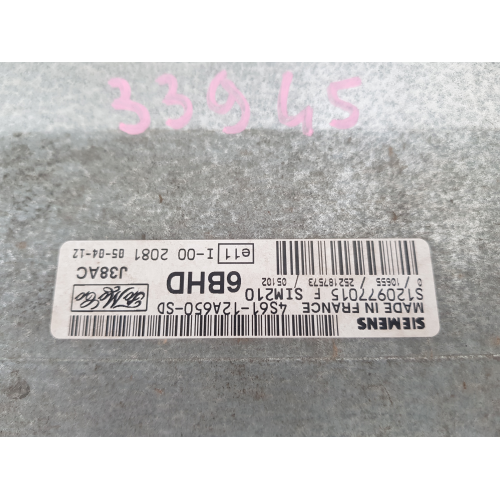 33945
SIEMENS
MADE IN FRANCE 4S61-12A650-SD
S120977015 F SIM210
0 / 10655 / 252187573 / 05102
6BHD
J38AC
e11 I-00 2081 05-04-12